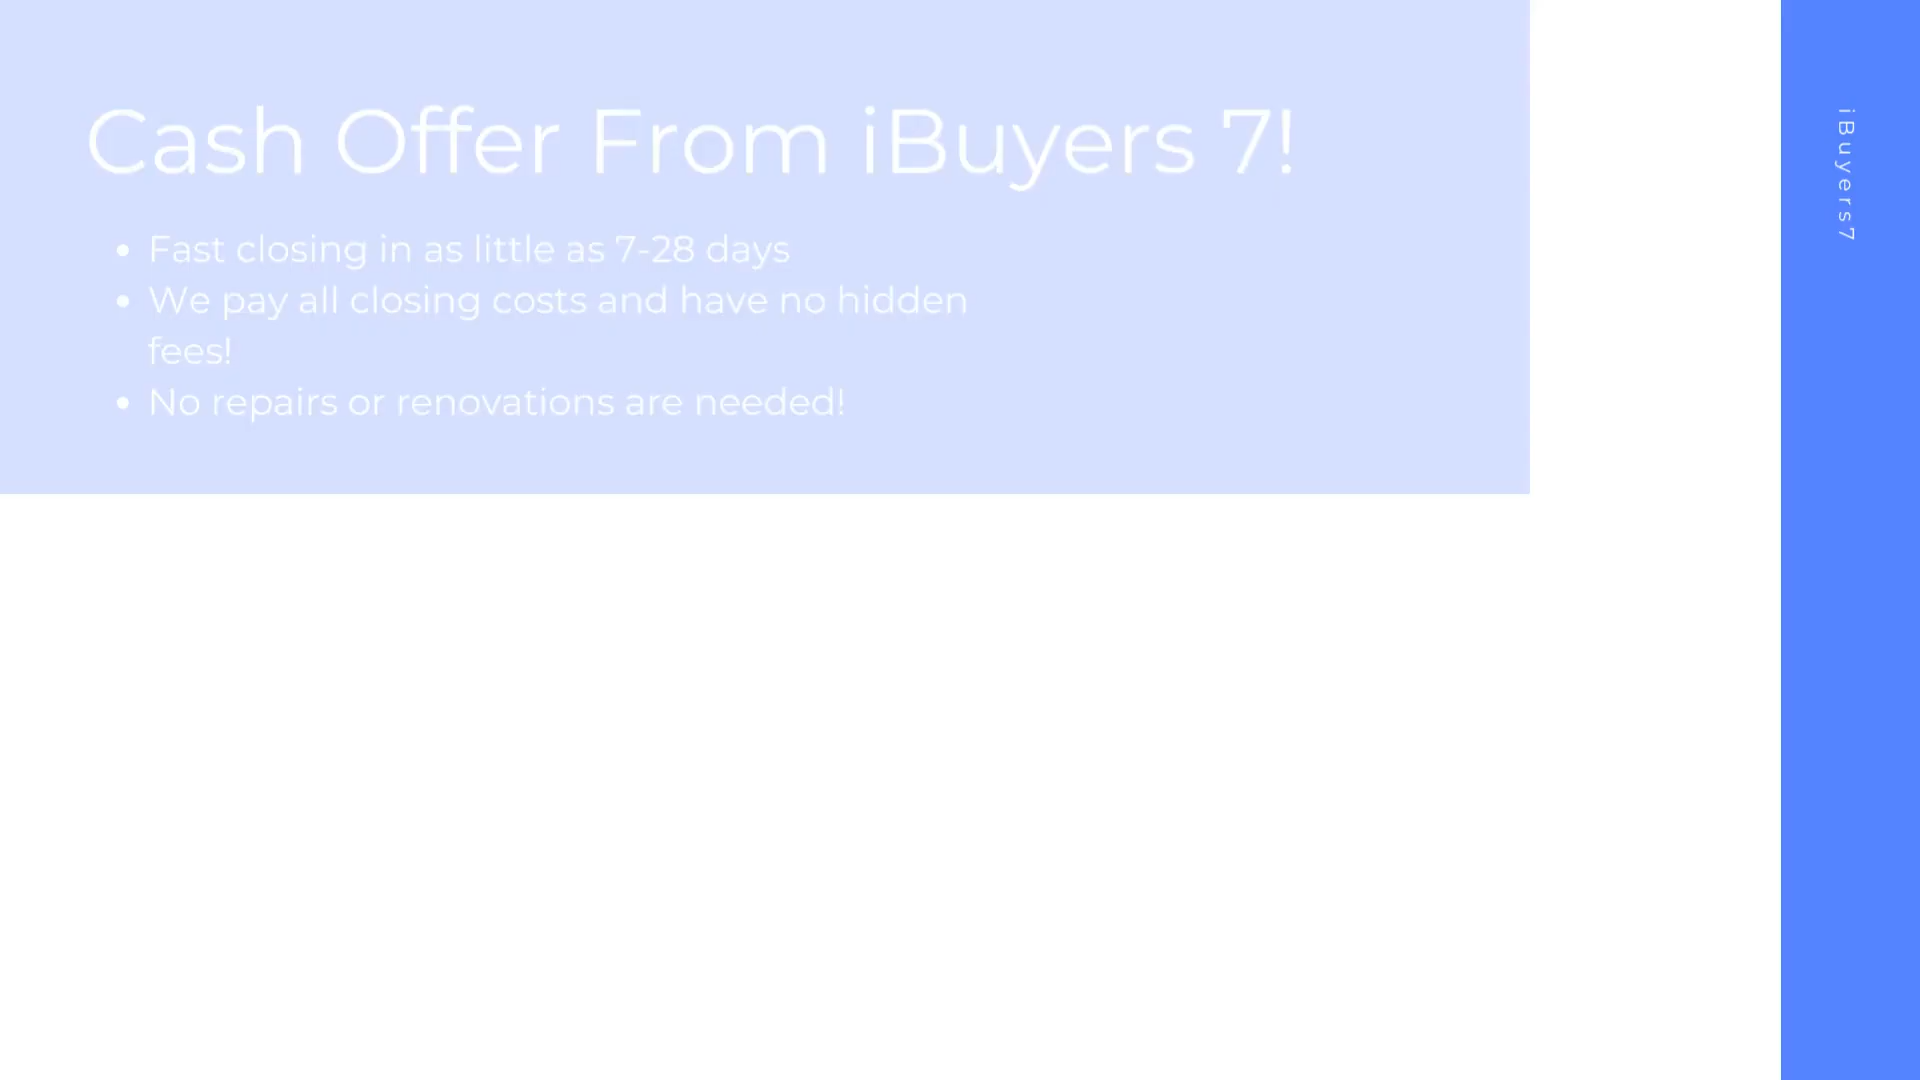 Cash Offer From iBuyers 7!
• Fast closing in as little as 7-28 days
• We pay all closing costs and have no hidden
fees!
• No repairs or renovations are needed!
iBuyers7